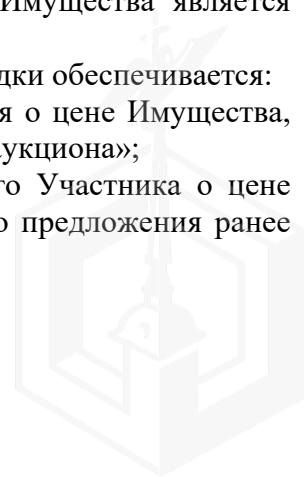 Имущества является
дки обеспечивается:
я о цене Имущества,
укциона»;
го Участника о цене
о предложения ранее